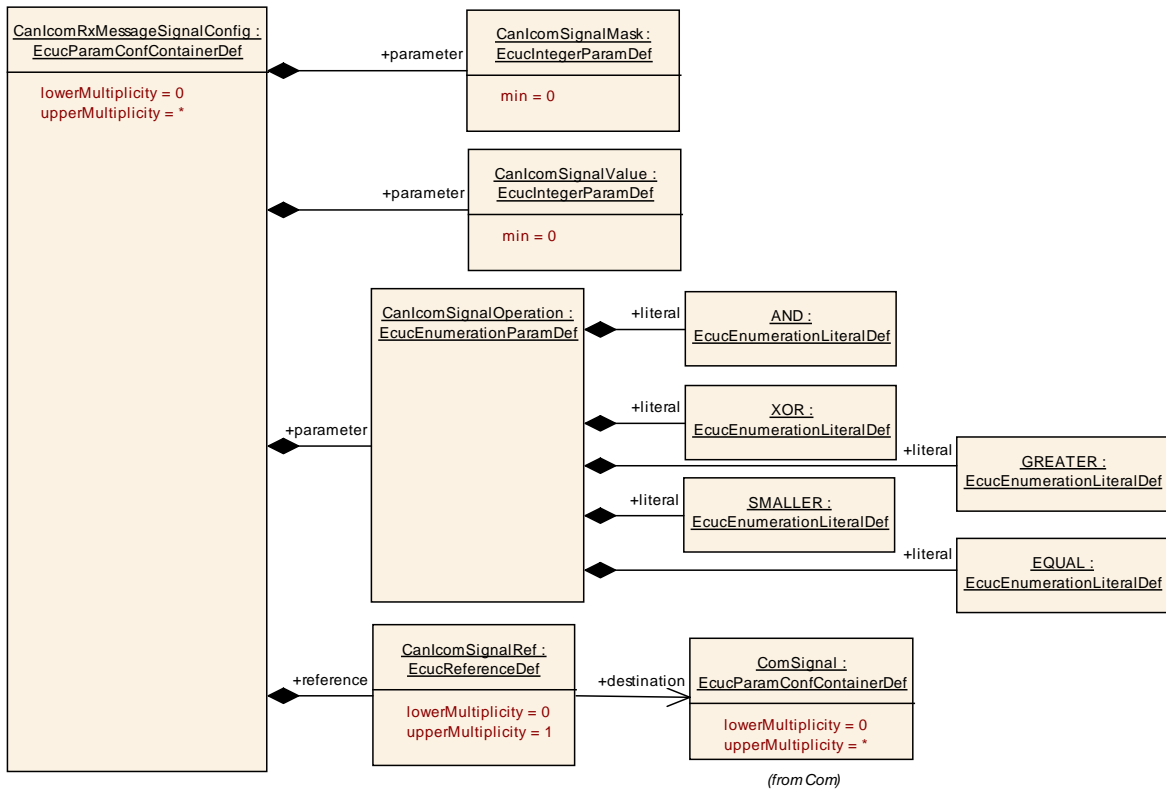 CanIcomRxMessageSignalConfig :
EcucParamConfContainerDef
lowerMultiplicity = 0
upperMultiplicity = *
+parameter
CanIcomSignalMask :
EcucIntegerParamDef
min = 0
+parameter
CanIcomSignalValue :
EcucIntegerParamDef
min = 0
+parameter
CanIcomSignalOperation :
EcucEnumerationParamDef
+literal
AND :
EcucEnumerationLiteralDef
+literal
XOR :
EcucEnumerationLiteralDef
+literal
GREATER :
EcucEnumerationLiteralDef
+literal
SMALLER :
EcucEnumerationLiteralDef
+literal
EQUAL :
EcucEnumerationLiteralDef
+reference
CanIcomSignalRef :
EcucReferenceDef
lowerMultiplicity = 0
upperMultiplicity = 1
+destination
ComSignal :
EcucParamConfContainerDef
lowerMultiplicity = 0
upperMultiplicity = *
(from Com)